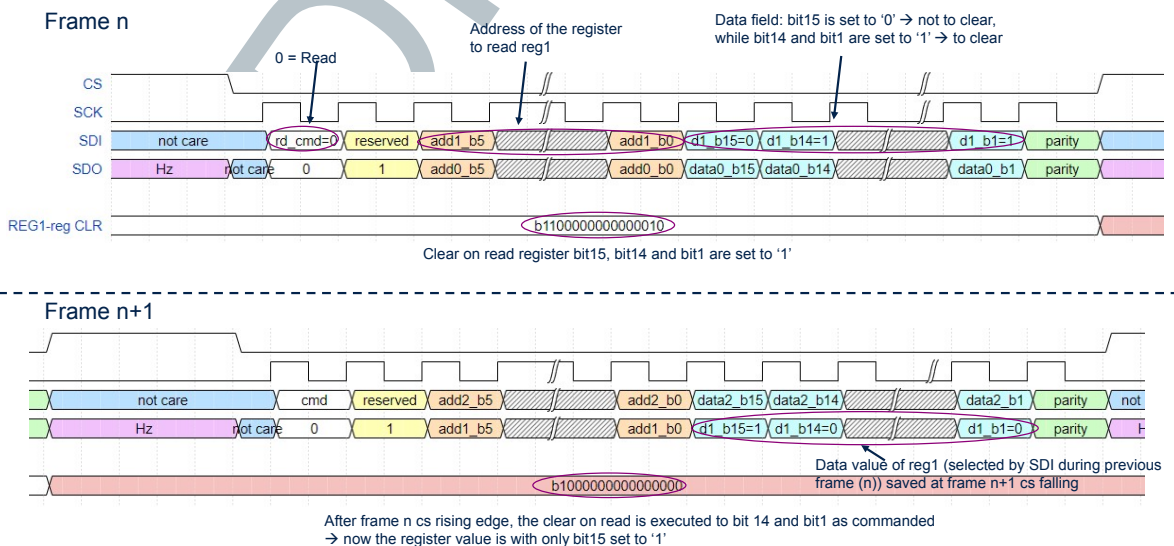 Frame n
Address of the register
to read reg1
Data field: bit15 is set to ‘0’ → not to clear,
while bit14 and bit1 are set to ‘1’ → to clear
0 = Read
CS
SCK
SDI not care rd_cmd=0 reserved add1_b5 add1_b0 d1_b15=0 d1_b14=1 d1_b1=1 parity
SDO Hz not care 0 1 add0_b5 add0_b0 data0_b15 data0_b14 data0_b1 parity
REG1-reg CLR b1100000000000010
Clear on read register bit15, bit14 and bit1 are set to ‘1’
Frame n+1
not care cmd reserved add2_b5 add2_b0 data2_b15 data2_b14 data2_b1 parity not
Hz not care 0 1 add1_b5 add1_b0 d1_b15=1 d1_b14=0 d1_b1=0 parity
Data value of reg1 (selected by SDI during previous
frame (n)) saved at frame n+1 cs falling
b1000000000000000
After frame n cs rising edge, the clear on read is executed to bit 14 and bit1 as commanded
→ now the register value is with only bit15 set to ‘1’